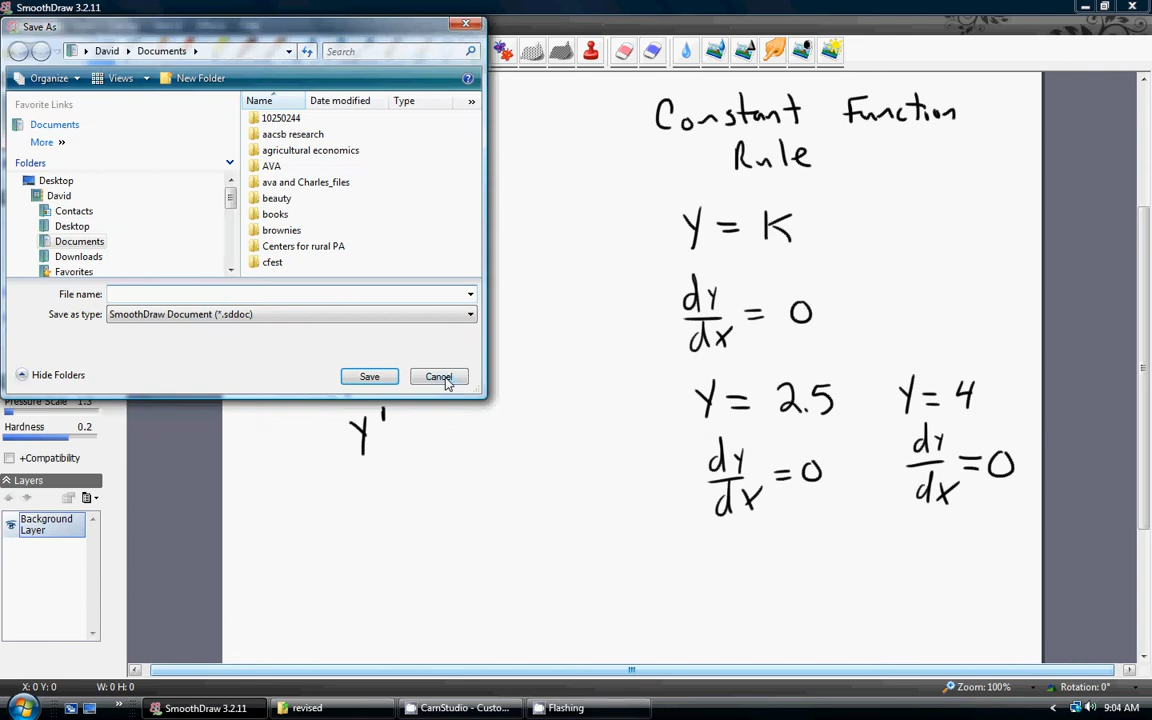 SmoothDraw 3.2.11
Save As
David Documents
Search
Organize Views New Folder
Favorite Links
Documents
More »
Folders
Desktop
David
Contacts
Desktop
Documents
Downloads
Favorites
Name Date modified Type »
10250244
aacsb research
agricultural economics
AVA
ava and Charles_files
beauty
books
brownies
Centers for rural PA
cfest
File name:
Save as type: SmoothDraw Document (*.sddoc)
Hide Folders Save Cancel
Pressure Scale 1.3
Hardness 0.2
+Compatibility
Layers
Background
Layer
Constant Function
Rule
y = K
dy/dx = 0
y = 2.5 y = 4
dy/dx = 0 dy/dx = 0
y'
X: 0 Y: 0 W: 0 H: 0 Zoom: 100% Rotation: 0°
SmoothDraw 3.2.11 revised CamStudio - Custo... Flashing 9:04 AM